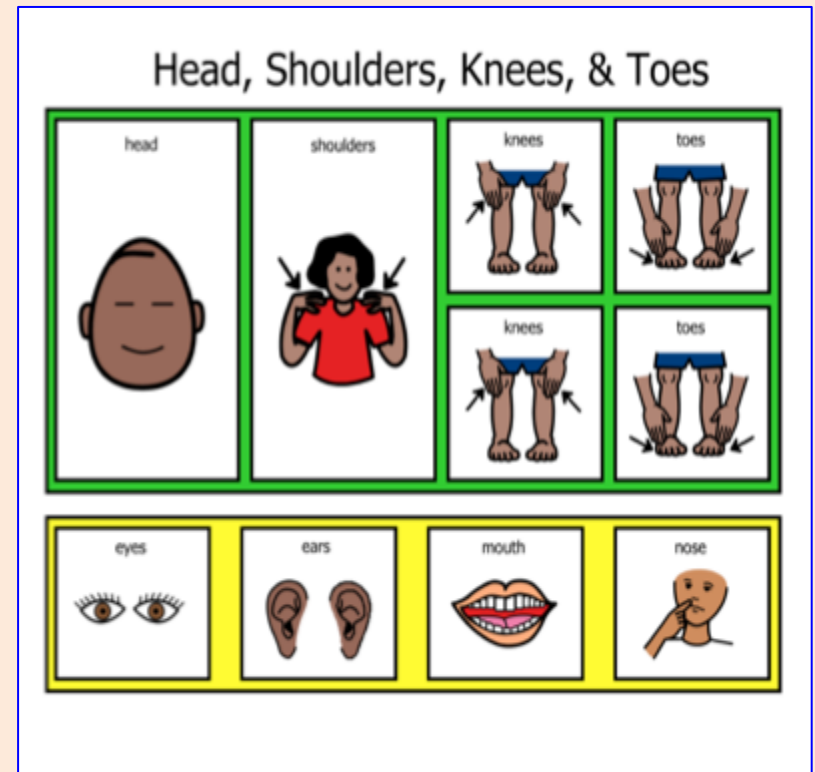 Head, Shoulders, Knees, & Toes
head
shoulders
knees
toes
knees
toes
eyes
ears
mouth
nose